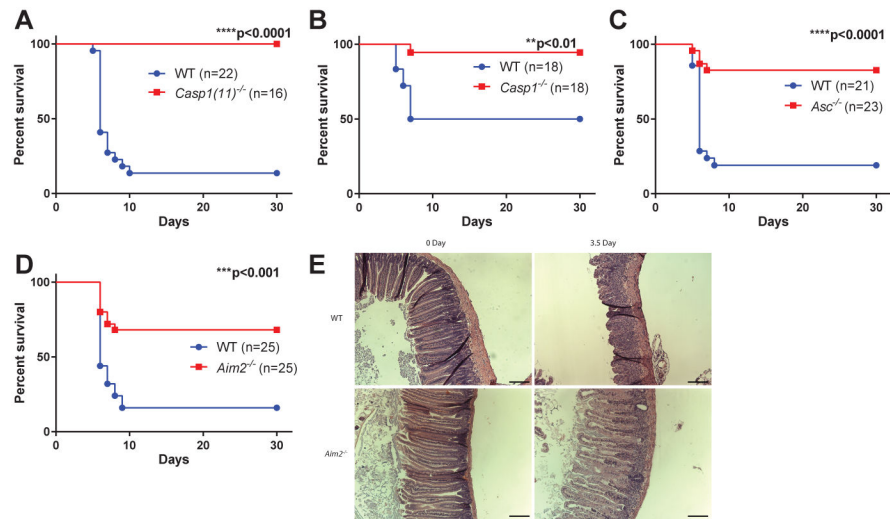 A
****p<0.0001
Percent survival
100
50
0
WT (n=22)
Casp1(11)-/- (n=16)
0 10 20 30
Days
B
**p<0.01
Percent survival
100
50
0
WT (n=18)
Casp1-/- (n=18)
0 10 20 30
Days
C
****p<0.0001
Percent survival
100
50
0
WT (n=21)
Asc-/- (n=23)
0 10 20 30
Days
D
***p<0.001
Percent survival
100
50
0
WT (n=25)
Aim2-/- (n=25)
0 10 20 30
Days
E
0 Day 3.5 Day
WT
Aim2-/-